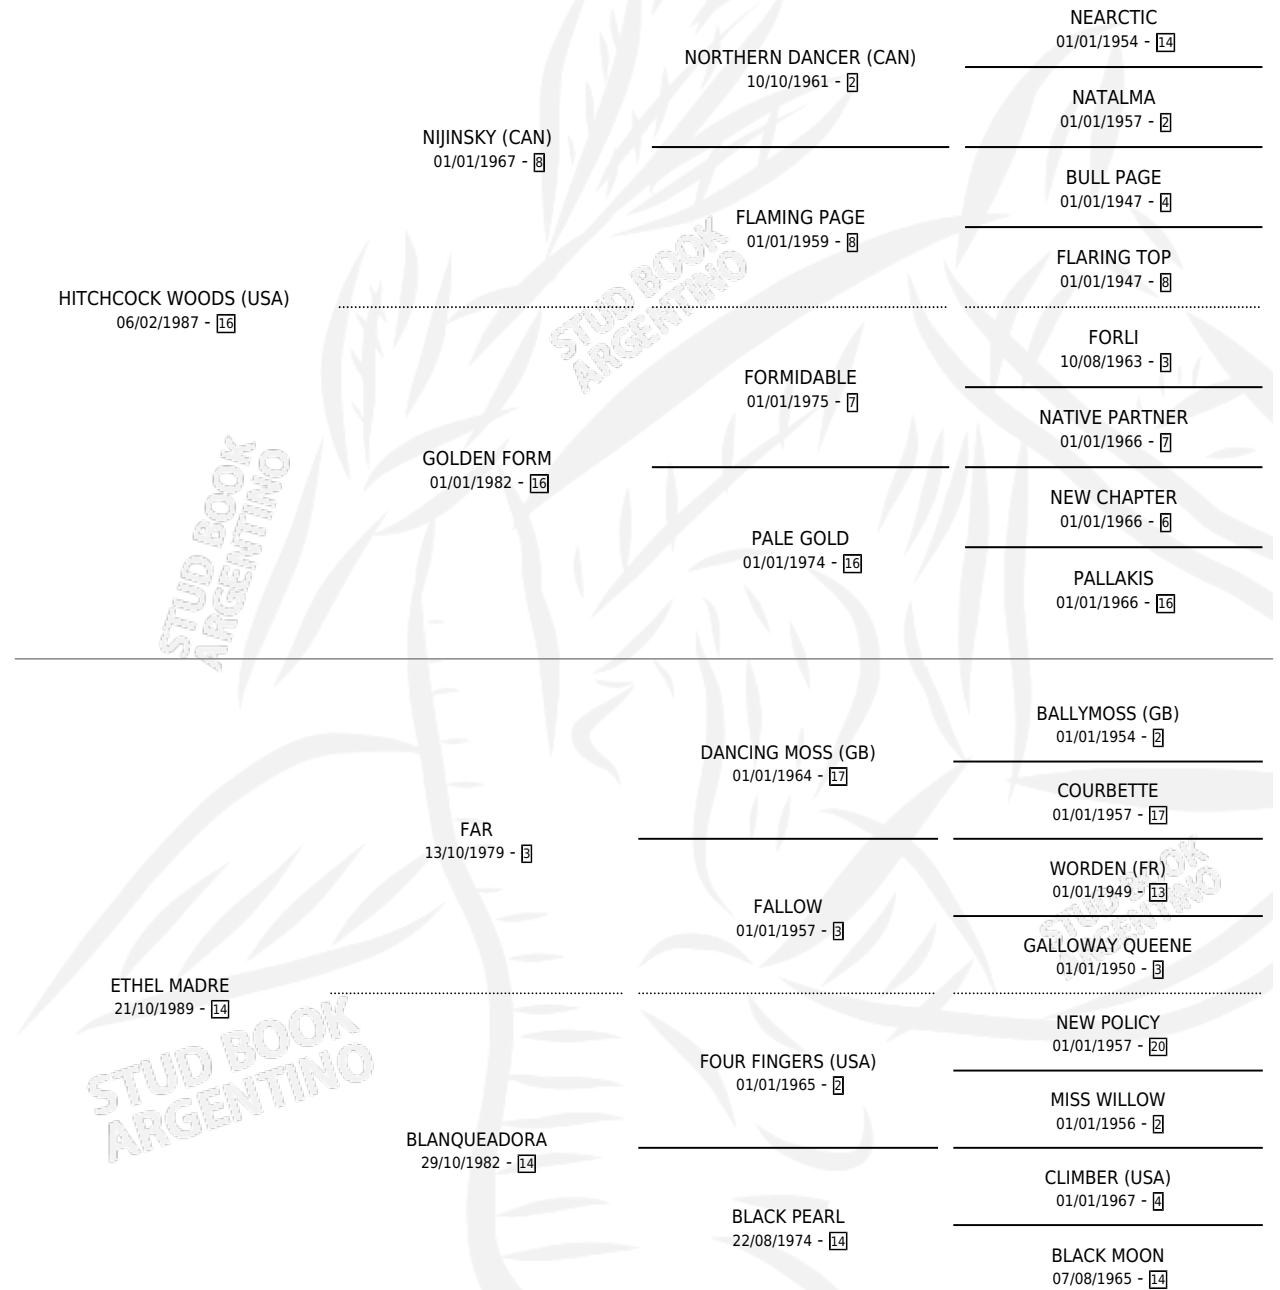 NEARCTIC
01/01/1954 - 14
NORTHERN DANCER (CAN)
10/10/1961 - 2
NATALMA
01/01/1957 - 2
NIJINSKY (CAN)
01/01/1967 - 8
BULL PAGE
01/01/1947 - 4
FLAMING PAGE
01/01/1959 - 8
FLARING TOP
01/01/1947 - 8
HITCHCOCK WOODS (USA)
06/02/1987 - 16
FORLI
10/08/1963 - 3
FORMIDABLE
01/01/1975 - 7
NATIVE PARTNER
01/01/1966 - 7
GOLDEN FORM
01/01/1982 - 16
NEW CHAPTER
01/01/1966 - 6
PALE GOLD
01/01/1974 - 16
PALLAKIS
01/01/1966 - 16
STUD BOOK
ARGENTINO
STUD BOOK
ARGENTINO
BALLYMOSS (GB)
01/01/1954 - 2
DANCING MOSS (GB)
01/01/1964 - 17
COURBETTE
01/01/1957 - 17
FAR
13/10/1979 - 3
WORDEN (FR)
01/01/1949 - 13
FALLOW
01/01/1957 - 3
GALLOWAY QUEENE
01/01/1950 - 3
ETHEL MADRE
21/10/1989 - 14
NEW POLICY
01/01/1957 - 20
FOUR FINGERS (USA)
01/01/1965 - 2
MISS WILLOW
01/01/1956 - 2
BLANQUEADORA
29/10/1982 - 14
CLIMBER (USA)
01/01/1967 - 4
BLACK PEARL
22/08/1974 - 14
BLACK MOON
07/08/1965 - 14
STUD BOOK
ARGENTINO
STUD BOOK
ARGENTINO